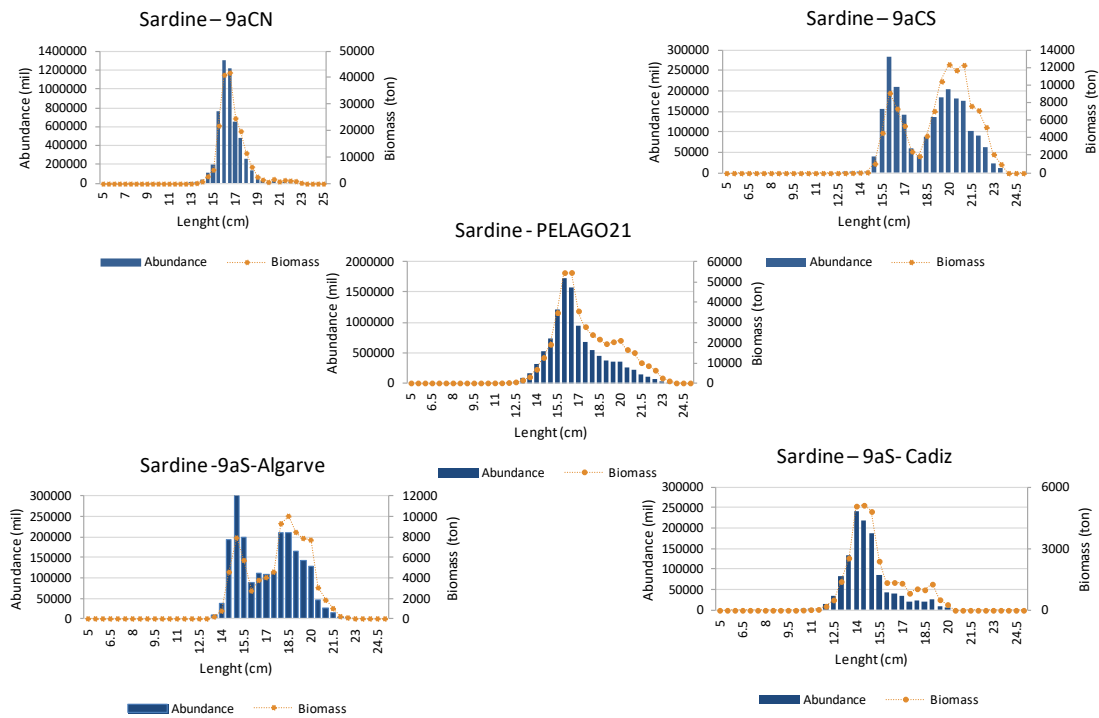 Sardine – 9aCN
Abundance (mil)
1400000
1200000
1000000
800000
600000
400000
200000
0
50000
40000
30000
20000
10000
0
Biomass (ton)
5 7 9 11 13 15 17 19 21 23 25
Lenght (cm)
Abundance Biomass
Sardine – 9aCS
Abundance (mil)
300000
250000
200000
150000
100000
50000
0
14000
12000
10000
8000
6000
4000
2000
0
Biomass (ton)
5 6.5 8 9.5 11 12.5 14 15.5 17 18.5 20 21.5 23 24.5
Lenght (cm)
Abundance Biomass
Sardine - PELAGO21
Abundance (mil)
2000000
1500000
1000000
500000
0
60000
50000
40000
30000
20000
10000
0
Biomass (ton)
5 6.5 8 9.5 11 12.5 14 15.5 17 18.5 20 21.5 23 24.5
Lenght (cm)
Abundance Biomass
Sardine -9aS-Algarve
Abundance (mil)
300000
250000
200000
150000
100000
50000
0
12000
10000
8000
6000
4000
2000
0
Biomass (ton)
5 6.5 8 9.5 11 12.5 14 15.5 17 18.5 20 21.5 23 24.5
Lenght (cm)
Abundance Biomass
Sardine – 9aS- Cadiz
Abundance (mil)
300000
250000
200000
150000
100000
50000
0
6000
3000
0
Biomass (ton)
5 6.5 8 9.5 11 12.5 14 15.5 17 18.5 20 21.5 23 24.5
Lenght (cm)
Abundance Biomass